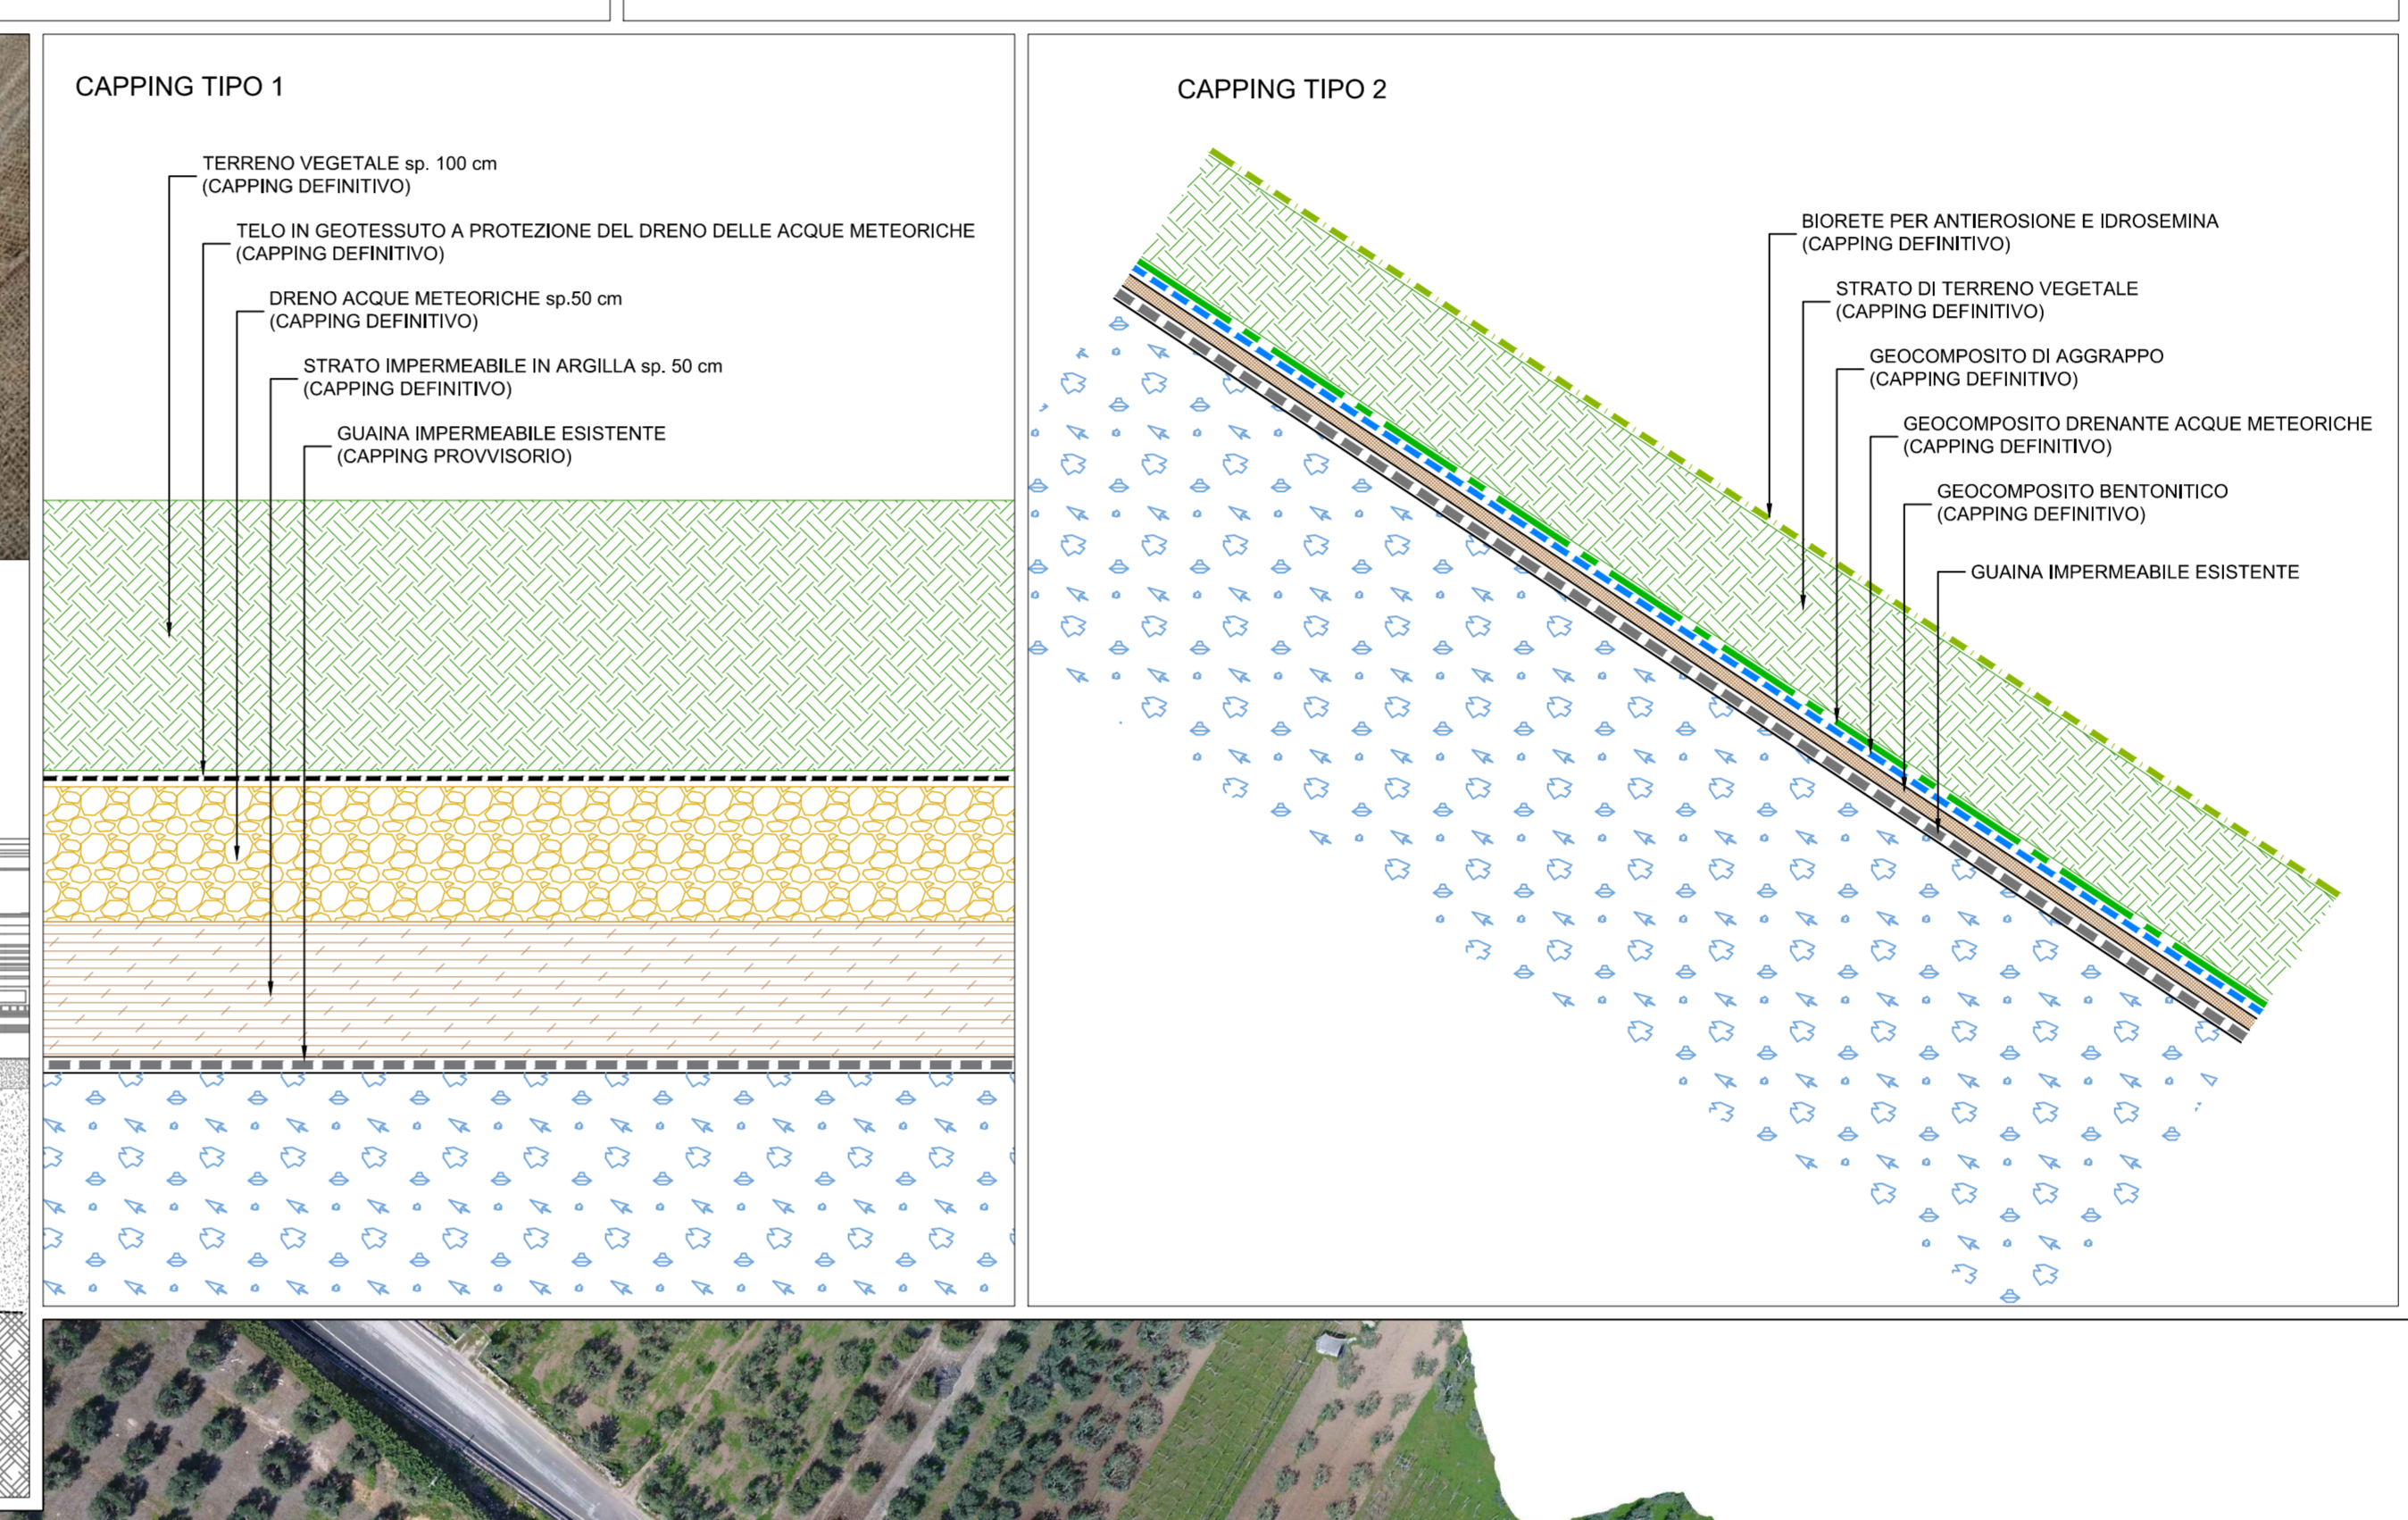 CAPPING TIPO 1
TERRENO VEGETALE sp. 100 cm
(CAPPING DEFINITIVO)
TELO IN GEOTESSUTO A PROTEZIONE DEL DRENO DELLE ACQUE METEORICHE
(CAPPING DEFINITIVO)
DRENO ACQUE METEORICHE sp.50 cm
(CAPPING DEFINITIVO)
STRATO IMPERMEABILE IN ARGILLA sp. 50 cm
(CAPPING DEFINITIVO)
GUAINA IMPERMEABILE ESISTENTE
(CAPPING PROVVISORIO)
CAPPING TIPO 2
BIORETE PER ANTIEROSIONE E IDROSEMINA
(CAPPING DEFINITIVO)
STRATO DI TERRENO VEGETALE
(CAPPING DEFINITIVO)
GEOCOMPOSITO DI AGGRAPPO
(CAPPING DEFINITIVO)
GEOCOMPOSITO DRENANTE ACQUE METEORICHE
(CAPPING DEFINITIVO)
GEOCOMPOSITO BENTONITICO
(CAPPING DEFINITIVO)
GUAINA IMPERMEABILE ESISTENTE